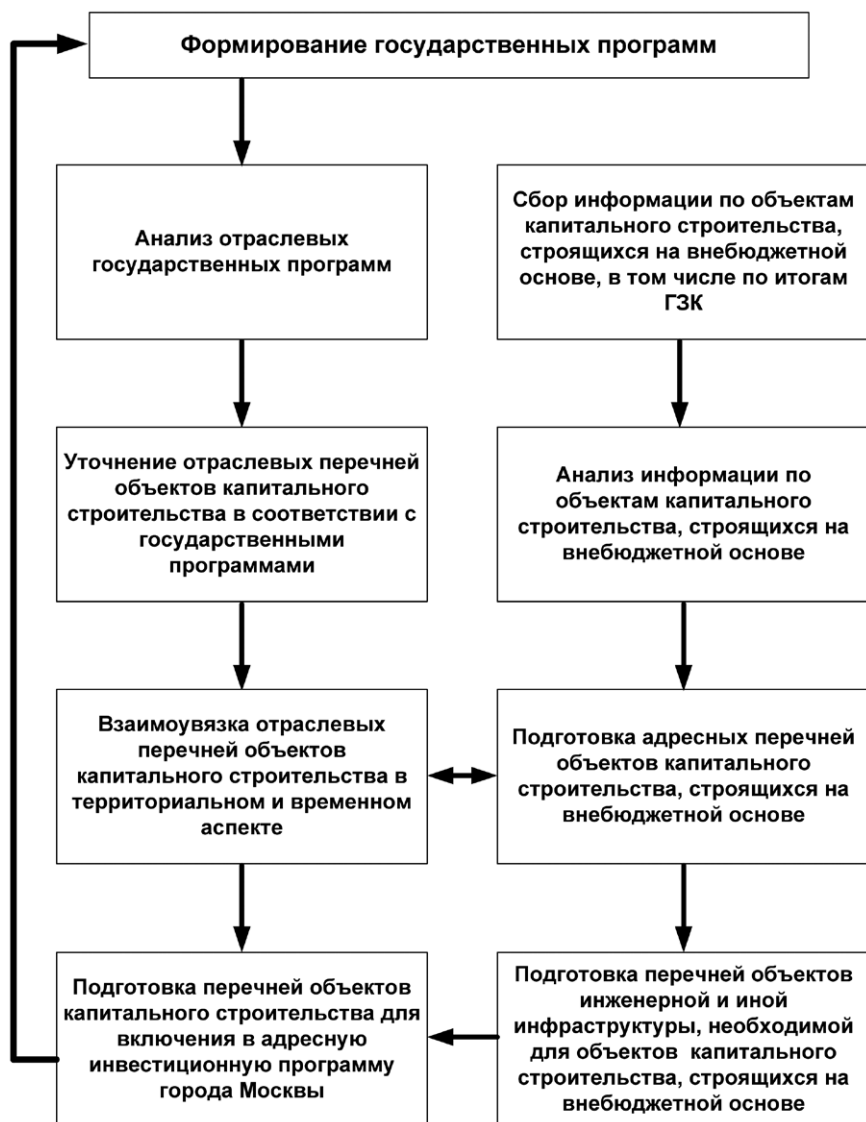 Формирование государственных программ
Анализ отраслевых
государственных программ
Сбор информации по объектам
капитального строительства,
строящихся на внебюджетной
основе, в том числе по итогам
ГЗК
Уточнение отраслевых перечней
объектов капитального
строительства в соответствии с
государственными
программами
Анализ информации по
объектам капитального
строительства, строящихся на
внебюджетной основе
Взаимоувязка отраслевых
перечней объектов
капитального строительства в
территориальном и временном
аспекте
Подготовка адресных перечней
объектов капитального
строительства, строящихся на
внебюджетной основе
Подготовка перечней объектов
капитального строительства для
включения в адресную
инвестиционную программу
города Москвы
Подготовка перечней объектов
инженерной и иной
инфраструктуры, необходимой
для объектов капитального
строительства, строящихся на
внебюджетной основе